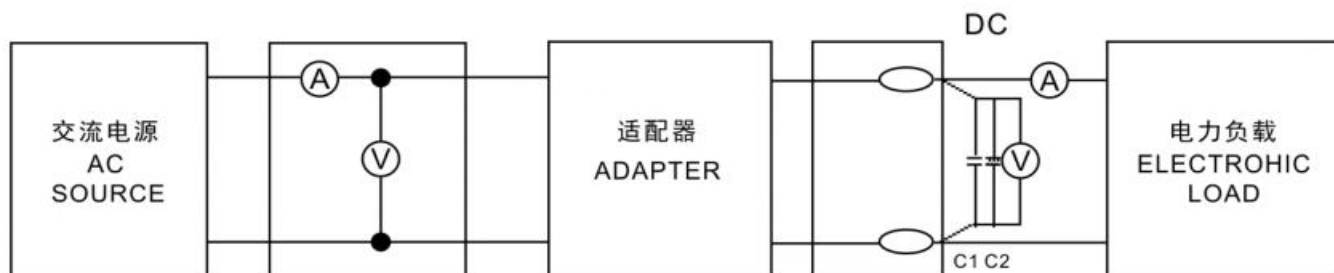 DC
交流电源
AC
SOURCE
A
V
适配器
ADAPTER
A
V
C1 C2
电力负载
ELECTROHIC
LOAD